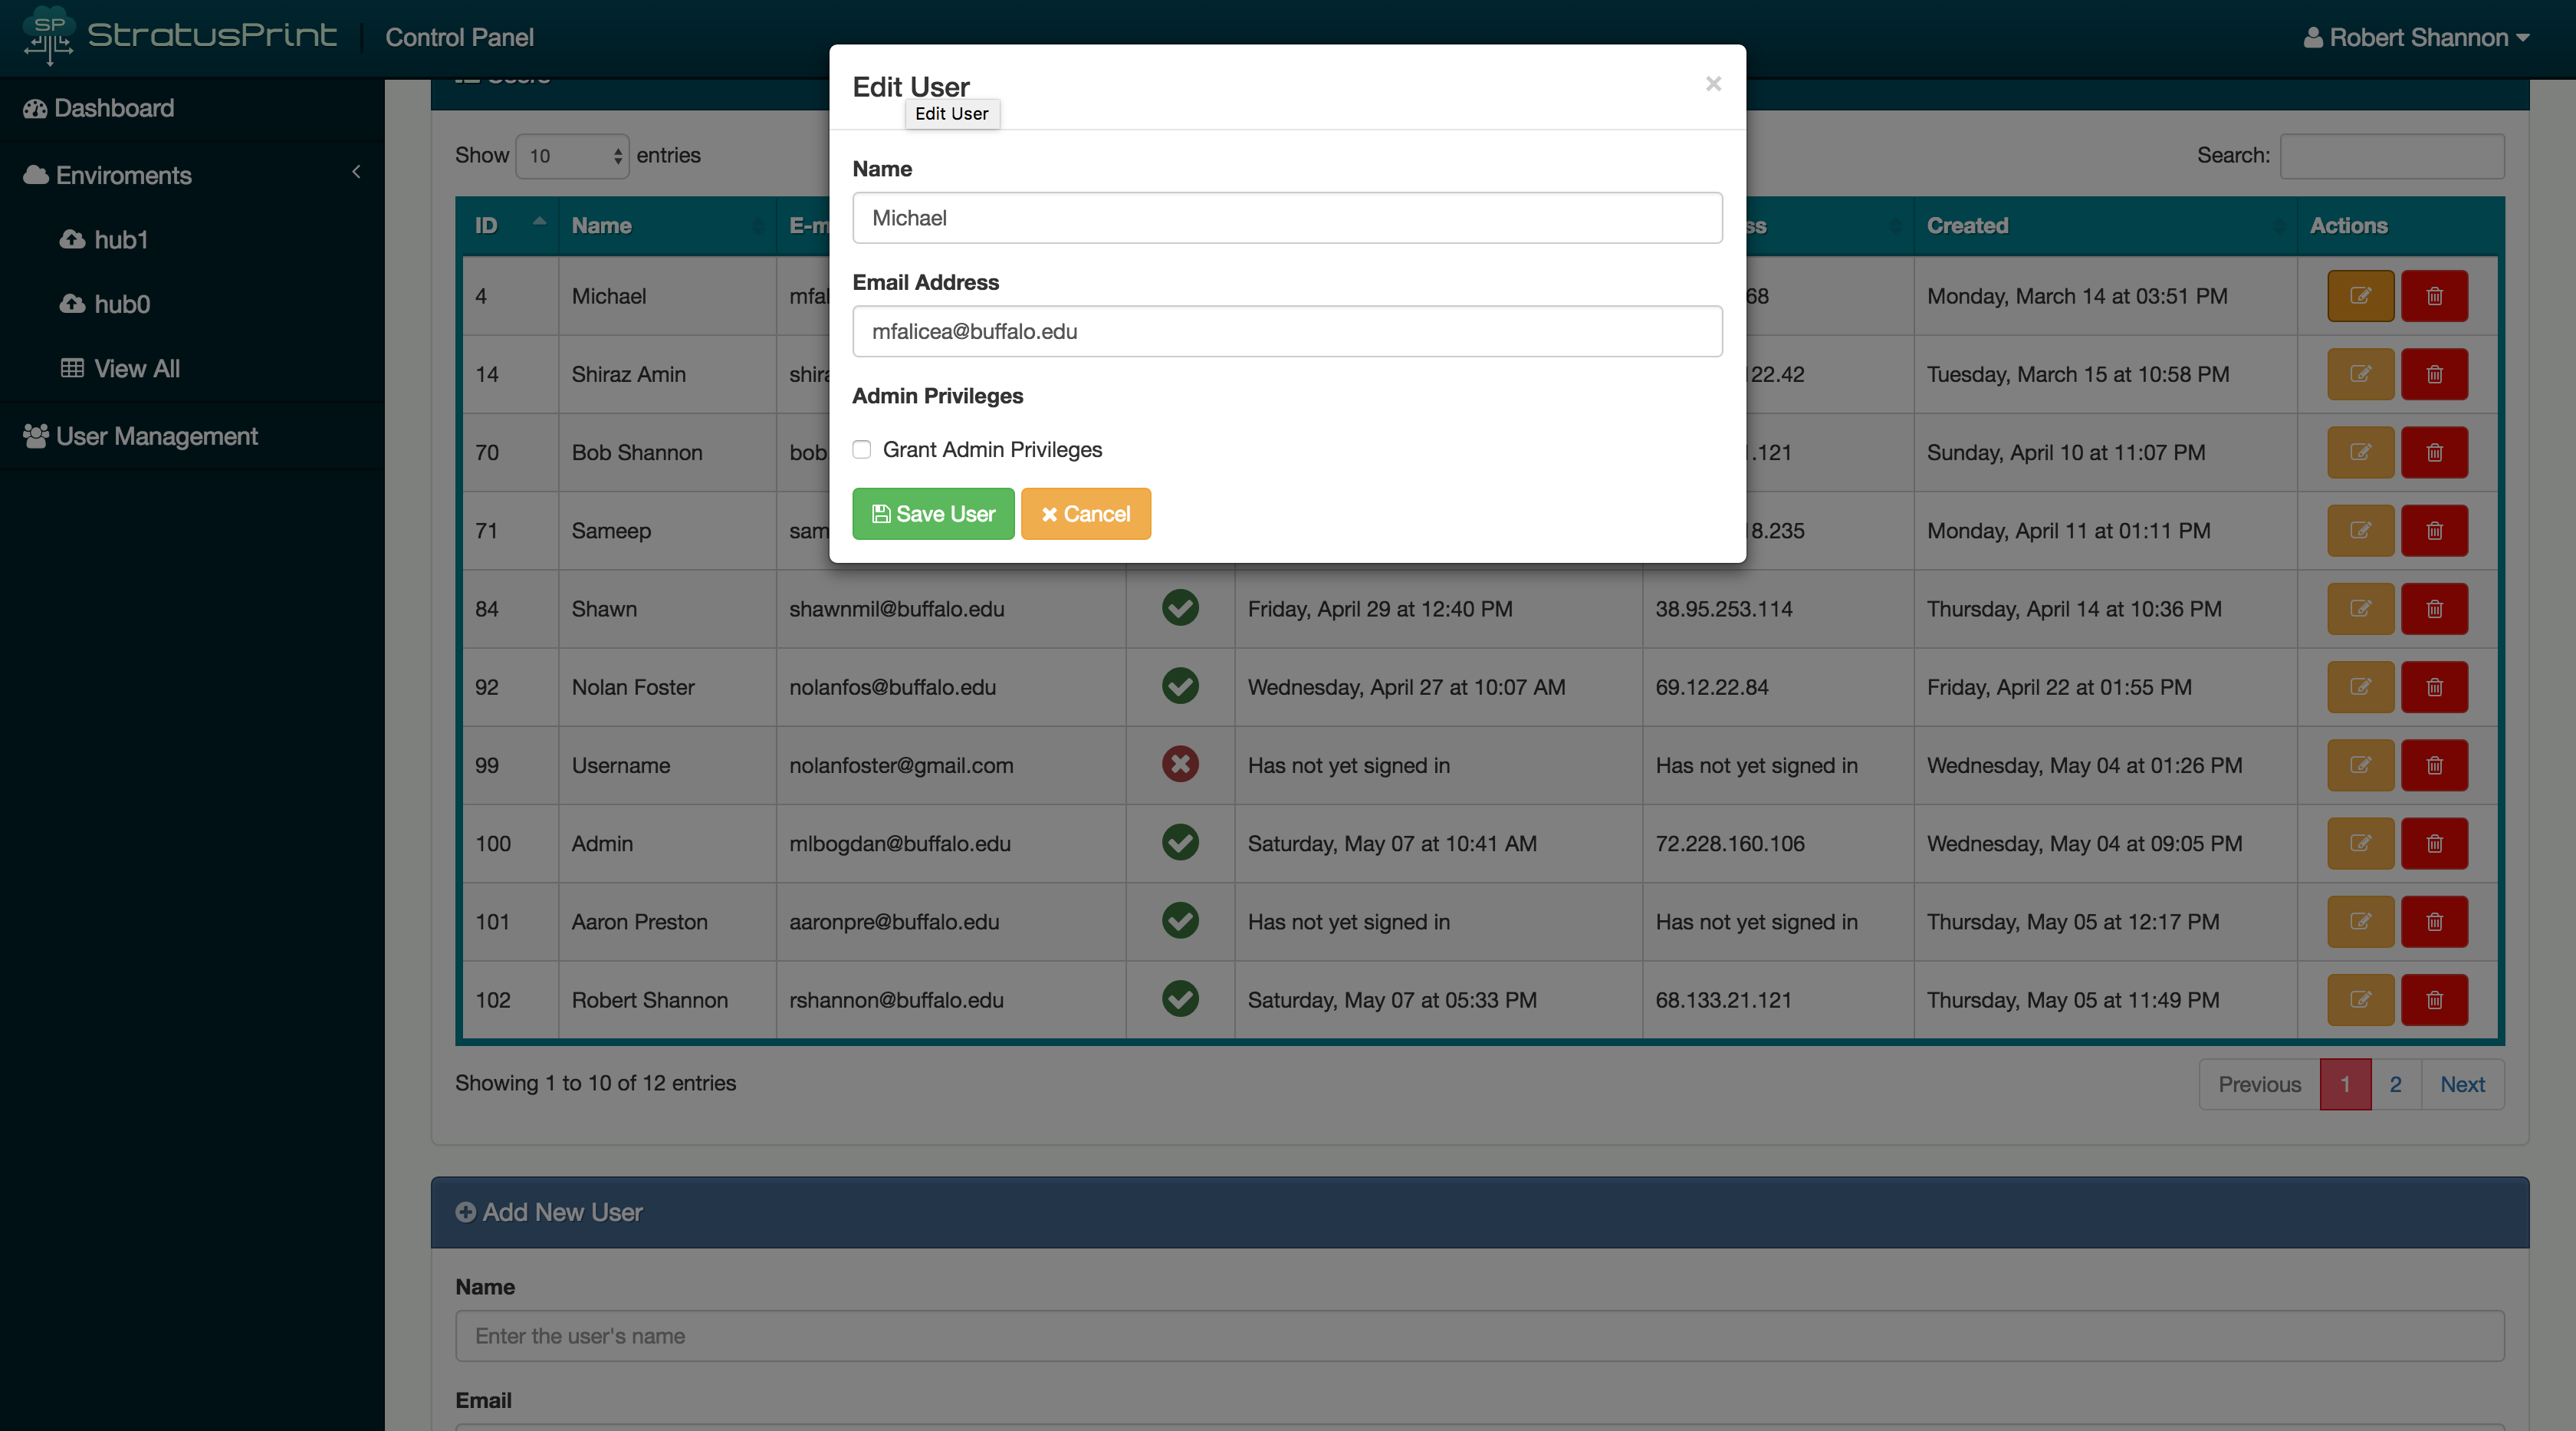 SP StratusPrint Control Panel Robert Shannon
Dashboard
Enviroments
hub1
hub0
View All
User Management
Edit User ×
Edit User
Name
Michael
Email Address
mfalicea@buffalo.edu
Admin Privileges
Grant Admin Privileges
Save User Cancel
Show 10 entries Search:
ID Name E-m ss Created Actions
4 Michael mfal 68 Monday, March 14 at 03:51 PM
14 Shiraz Amin shira 122.42 Tuesday, March 15 at 10:58 PM
70 Bob Shannon bob .121 Sunday, April 10 at 11:07 PM
71 Sameep sam 8.235 Monday, April 11 at 01:11 PM
84 Shawn shawnmil@buffalo.edu Friday, April 29 at 12:40 PM 38.95.253.114 Thursday, April 14 at 10:36 PM
92 Nolan Foster nolanfos@buffalo.edu Wednesday, April 27 at 10:07 AM 69.12.22.84 Friday, April 22 at 01:55 PM
99 Username nolanfoster@gmail.com Has not yet signed in Has not yet signed in Wednesday, May 04 at 01:26 PM
100 Admin mlbogdan@buffalo.edu Saturday, May 07 at 10:41 AM 72.228.160.106 Wednesday, May 04 at 09:05 PM
101 Aaron Preston aaronpre@buffalo.edu Has not yet signed in Has not yet signed in Thursday, May 05 at 12:17 PM
102 Robert Shannon rshannon@buffalo.edu Saturday, May 07 at 05:33 PM 68.133.21.121 Thursday, May 05 at 11:49 PM
Showing 1 to 10 of 12 entries Previous 1 2 Next
Add New User
Name
Enter the user's name
Email